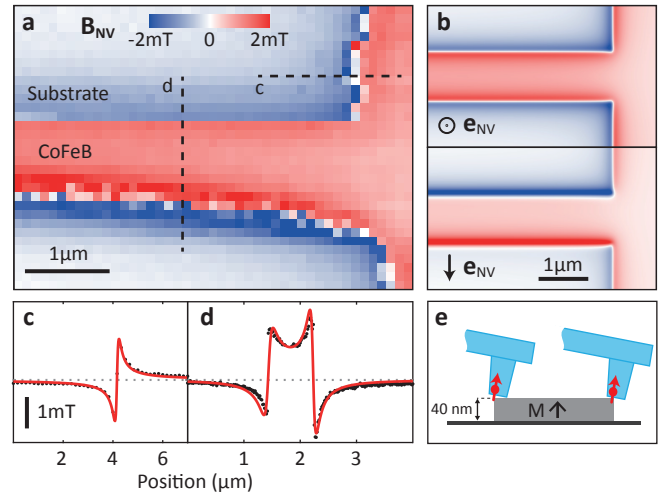 a
B_NV
-2mT 0 2mT
Substrate
d
c
CoFeB
1μm
b
⊙ e_NV
↓ e_NV
1μm
c
1mT
2 4 6
d
1 2 3
Position (μm)
e
40 nm
M ↑